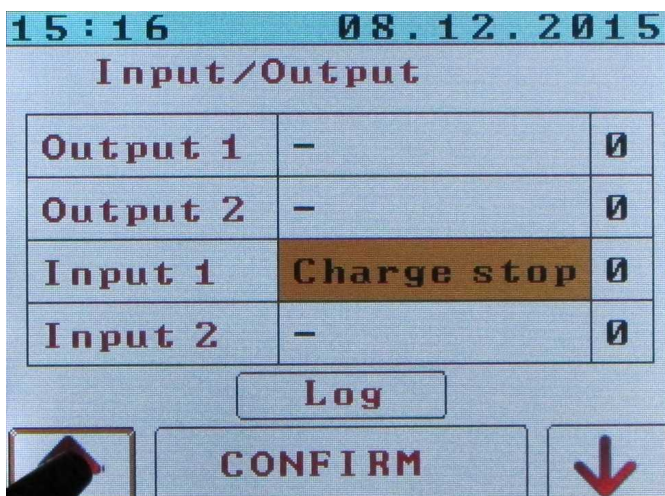 15:16 08.12.2015
Input/Output
Output 1 - 0
Output 2 - 0
Input 1 Charge stop 0
Input 2 - 0
Log
CONFIRM